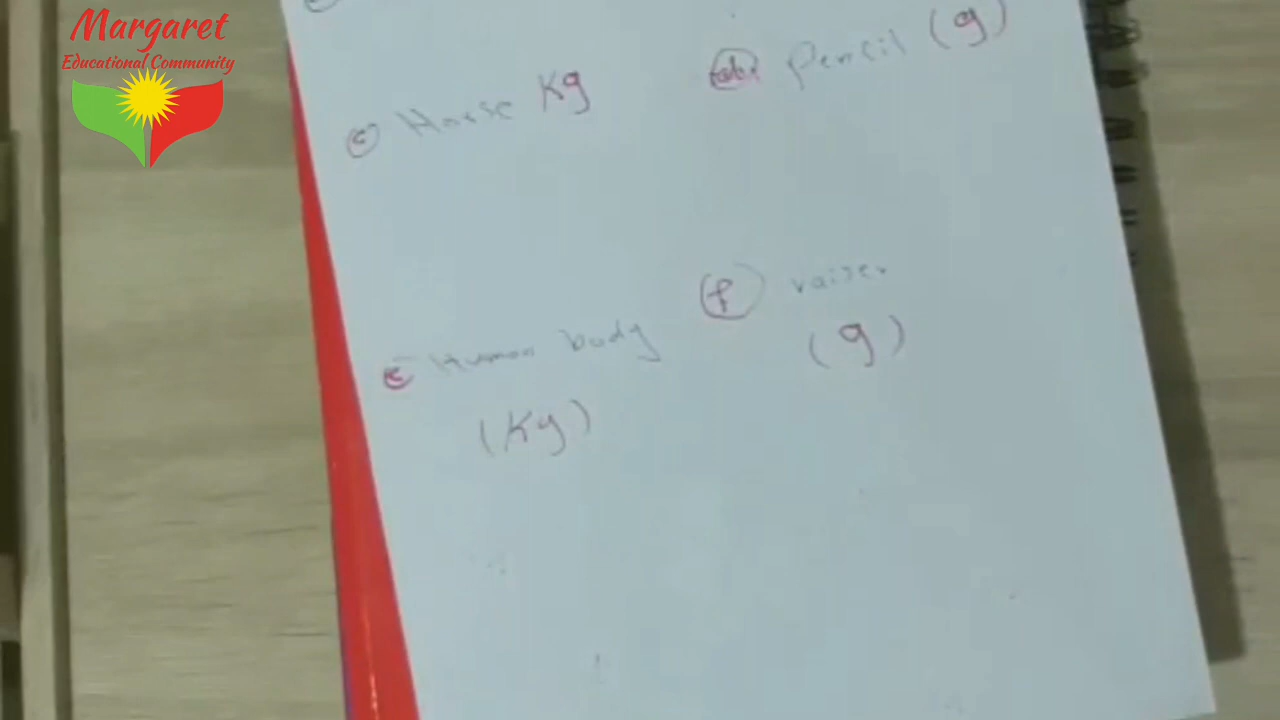 Margaret
Educational Community
(c) Horse Kg
(d) Pencil (g)
(e) Human body
(Kg)
(f) raiser
(g)